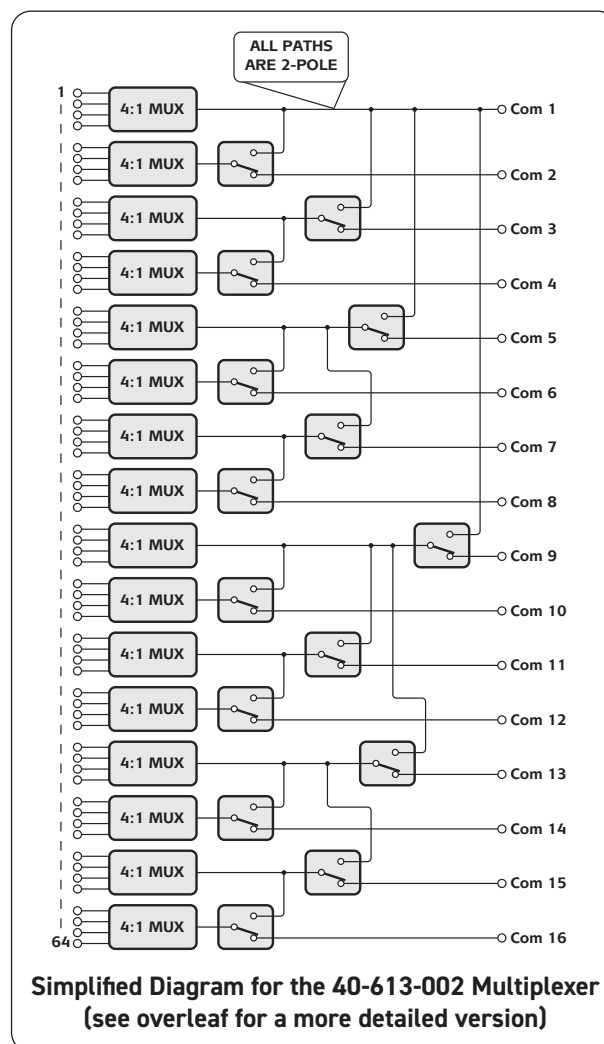 ALL PATHS
ARE 2-POLE
1
4:1 MUX
Com 1
4:1 MUX
Com 2
4:1 MUX
Com 3
4:1 MUX
Com 4
4:1 MUX
Com 5
4:1 MUX
Com 6
4:1 MUX
Com 7
4:1 MUX
Com 8
4:1 MUX
Com 9
4:1 MUX
Com 10
4:1 MUX
Com 11
4:1 MUX
Com 12
4:1 MUX
Com 13
4:1 MUX
Com 14
4:1 MUX
Com 15
64
4:1 MUX
Com 16
Simplified Diagram for the 40-613-002 Multiplexer
(see overleaf for a more detailed version)